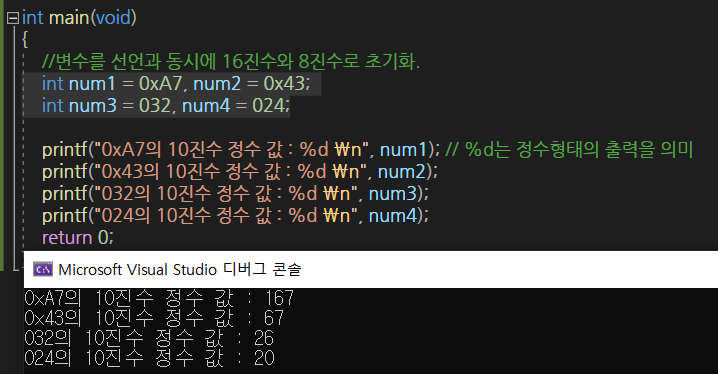 int main(void)
{
//변수를 선언과 동시에 16진수와 8진수로 초기화.
int num1 = 0xA7, num2 = 0x43;
int num3 = 032, num4 = 024;
printf("0xA7의 10진수 정수 값 : %d ₩n", num1); // %d는 정수형태의 출력을 의미
printf("0x43의 10진수 정수 값 : %d ₩n", num2);
printf("032의 10진수 정수 값 : %d ₩n", num3);
printf("024의 10진수 정수 값 : %d ₩n", num4);
return 0;
C:\ Microsoft Visual Studio 디버그 콘솔
0xA7의 10진수 정수 값 : 167
0x43의 10진수 정수 값 : 67
032의 10진수 정수 값 : 26
024의 10진수 정수 값 : 20